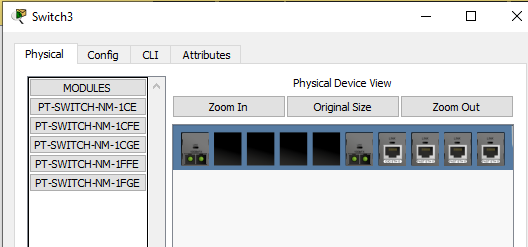 Switch3
Physical Config CLI Attributes
MODULES
PT-SWITCH-NM-1CE
PT-SWITCH-NM-1CFE
PT-SWITCH-NM-1CGE
PT-SWITCH-NM-1FFE
PT-SWITCH-NM-1FGE
Physical Device View
Zoom In Original Size Zoom Out